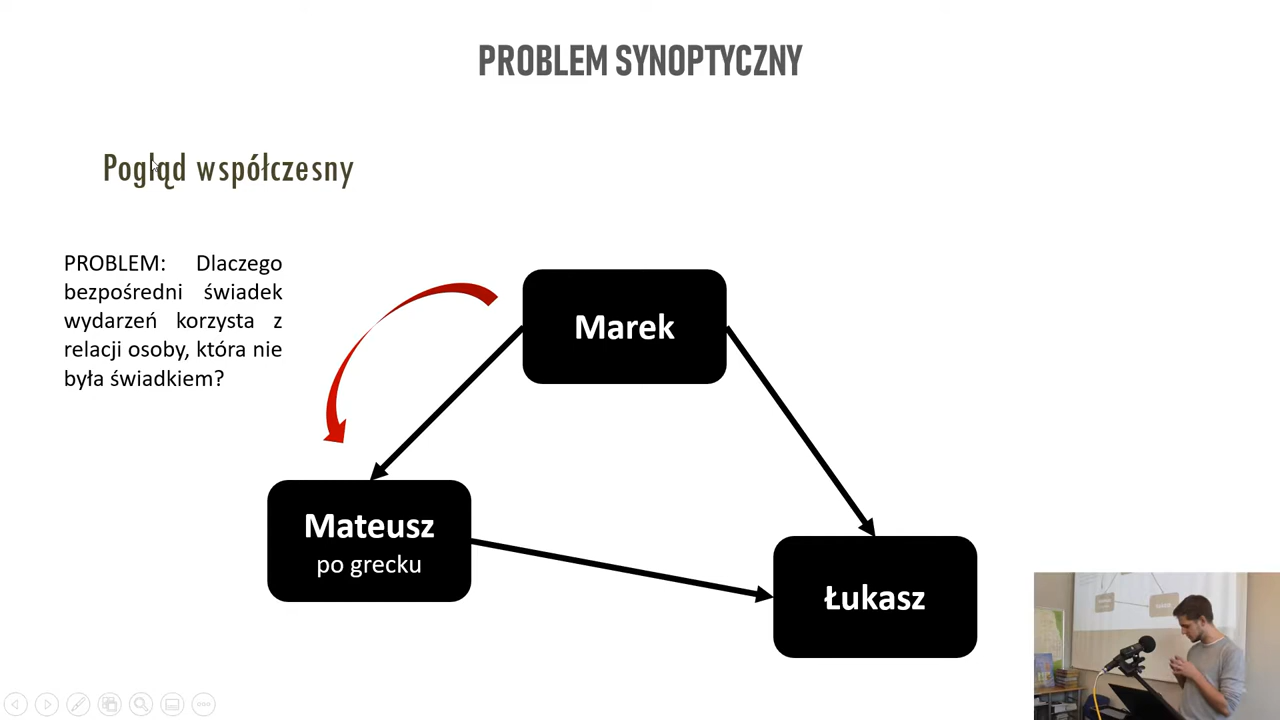 PROBLEM SYNOPTYCZNY
Pogląd współczesny
PROBLEM: Dlaczego
bezpośredni świadek
wydarzeń korzysta z
relacji osoby, która nie
była świadkiem?
Marek
Mateusz
po grecku
Łukasz